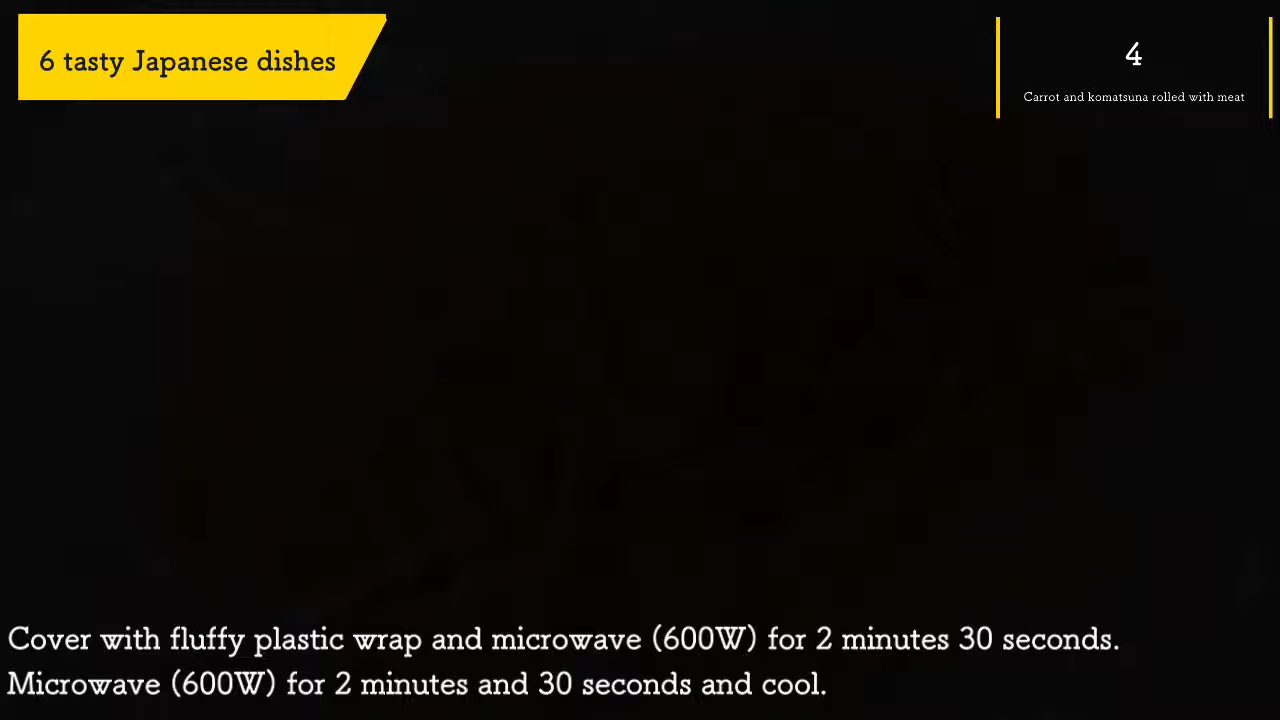 6 tasty Japanese dishes
4
Carrot and komatsuna rolled with meat
Cover with fluffy plastic wrap and microwave (600W) for 2 minutes 30 seconds.
Microwave (600W) for 2 minutes and 30 seconds and cool.